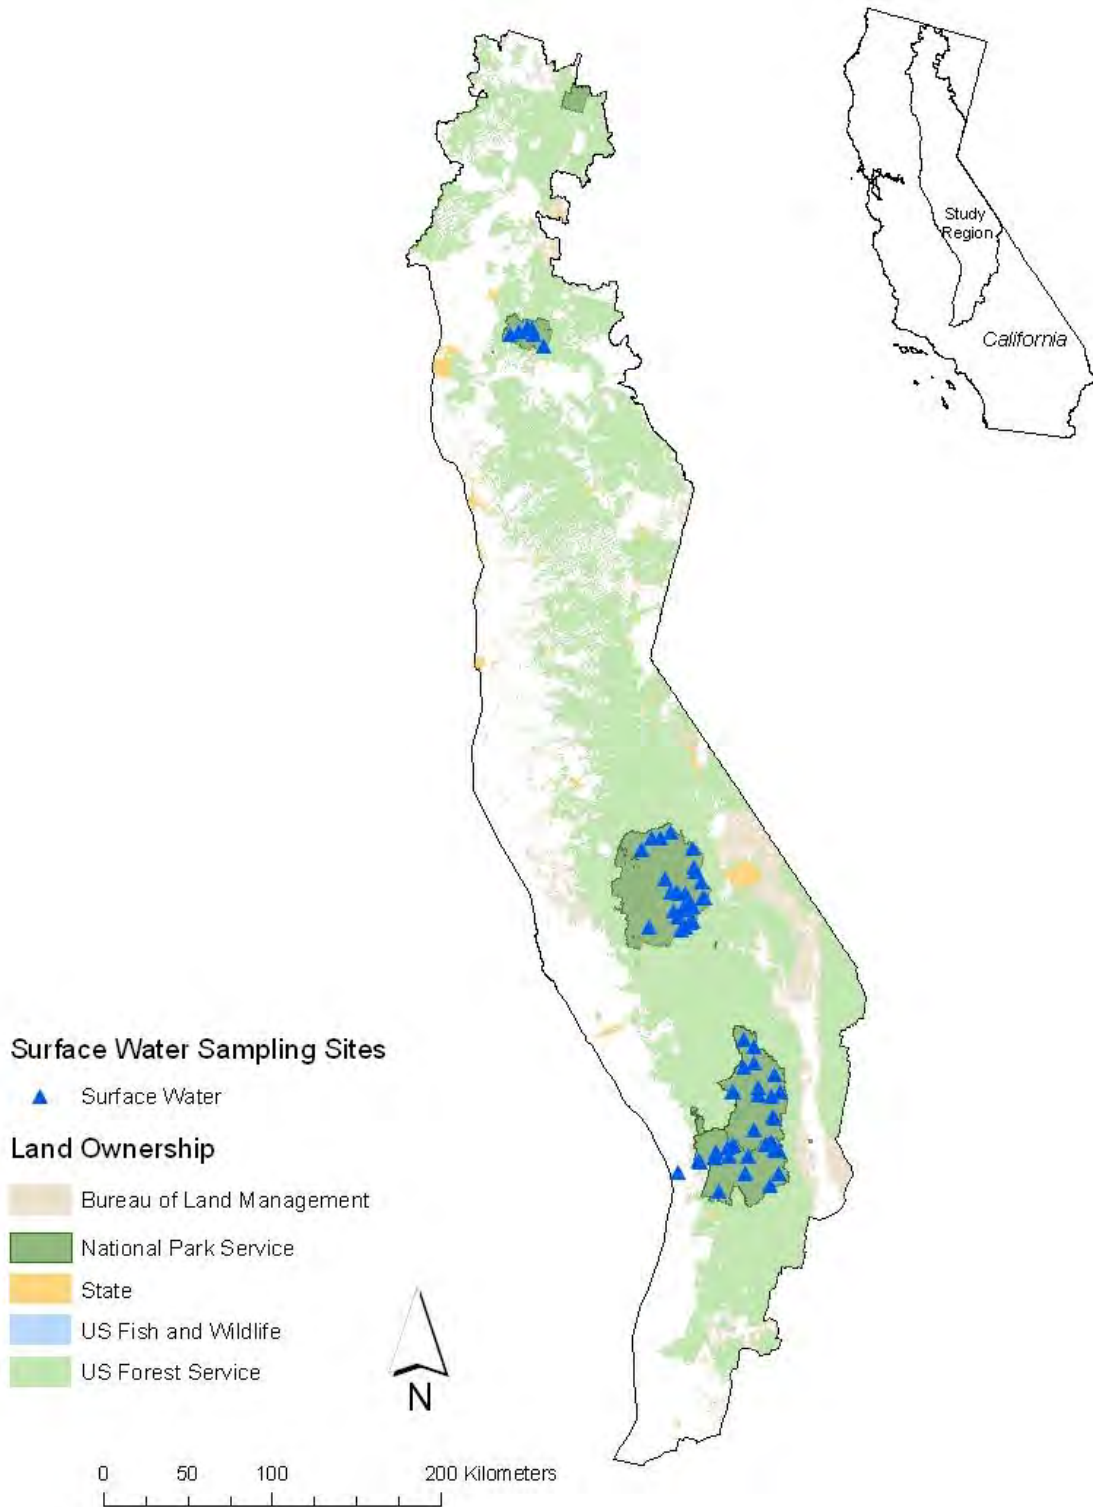 Study
Region
California
Surface Water Sampling Sites
Surface Water
Land Ownership
Bureau of Land Management
National Park Service
State
US Fish and Wildlife
US Forest Service
N
0 50 100 200 Kilometers